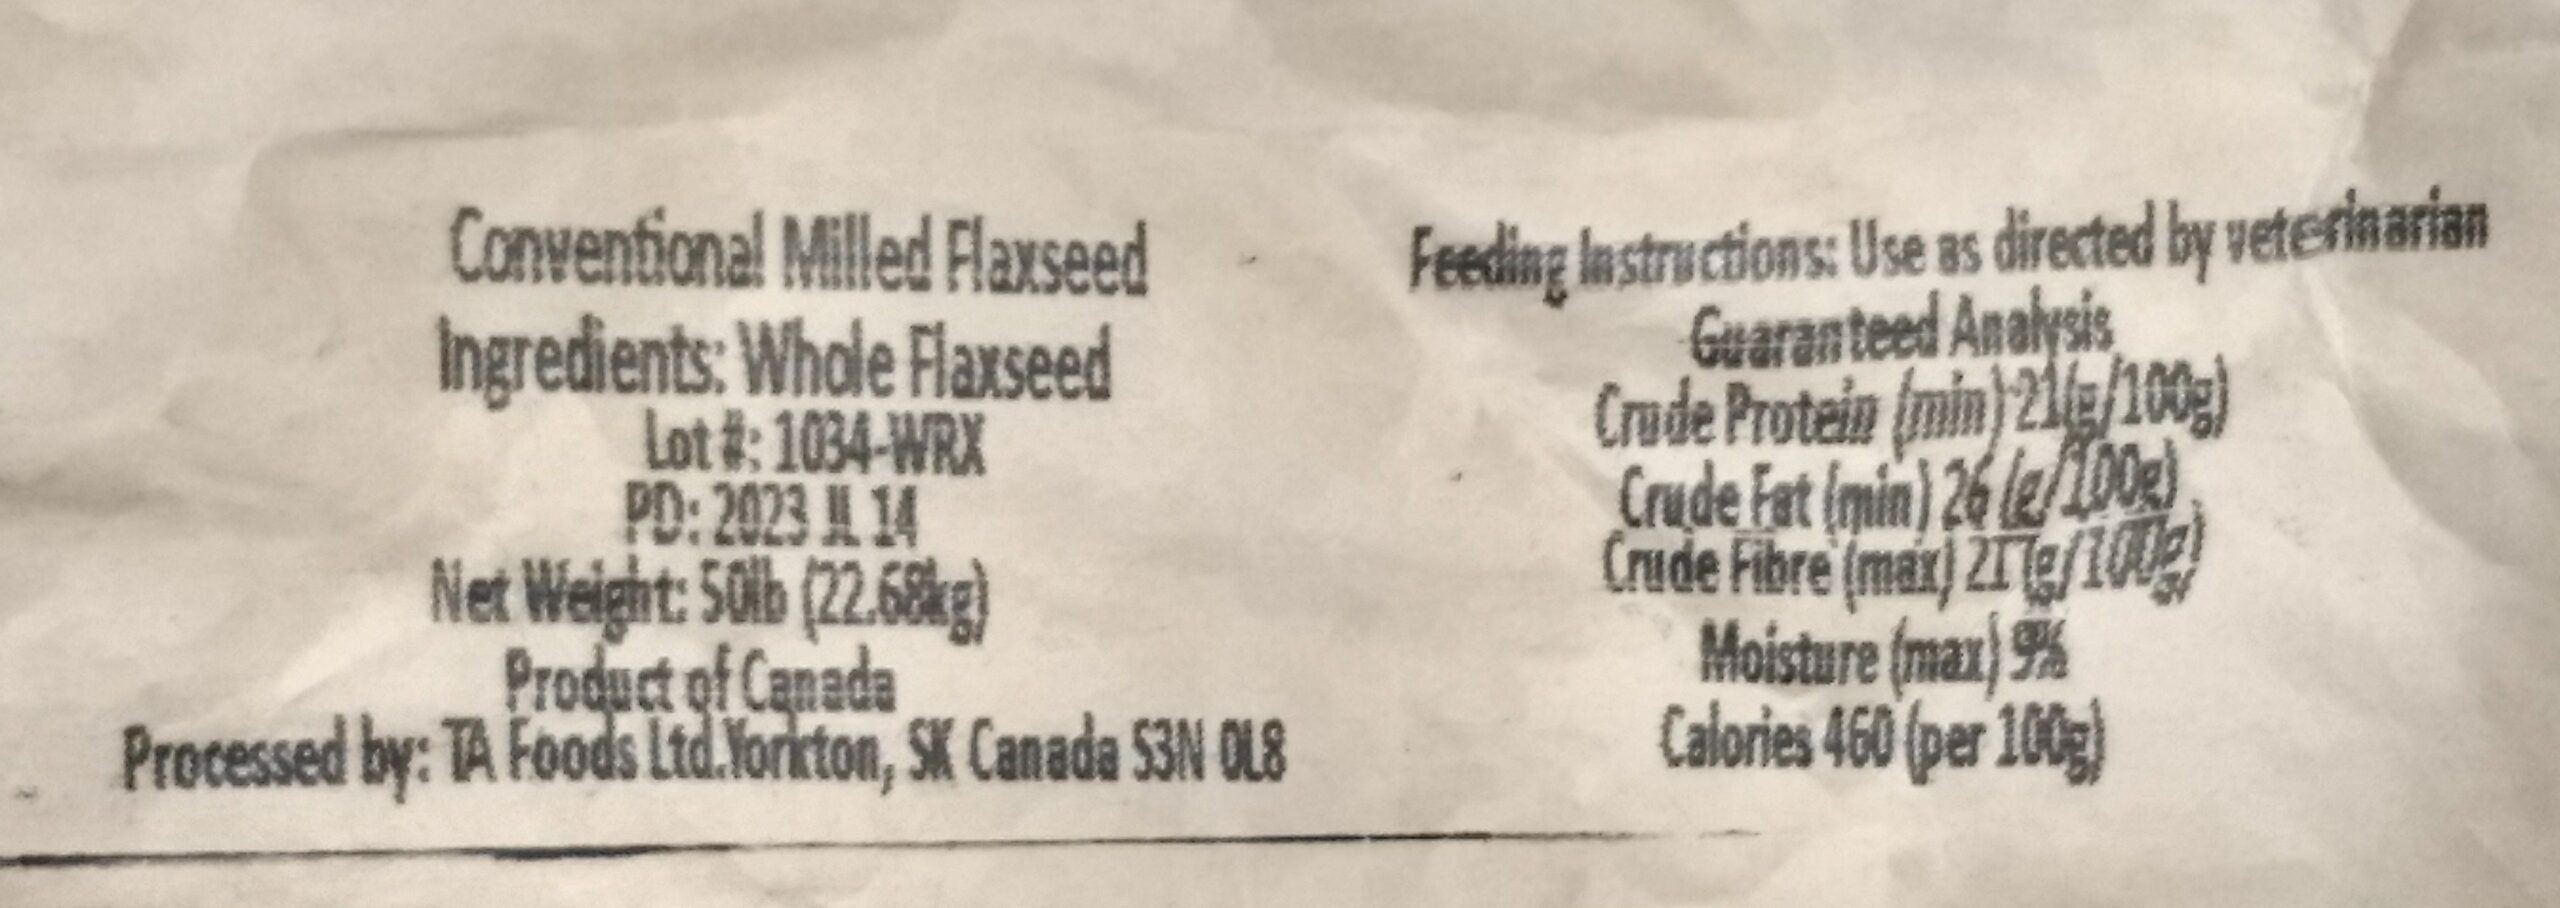 Conventional Milled Flaxseed
Ingredients: Whole Flaxseed
Lot #: 1034-WRX
PD: 2023 JL 14
Net Weight: 50lb (22.68kg)
Product of Canada
Processed by: TA Foods Ltd.Yorkton, SK Canada S3N 0L8
Feeding Instructions: Use as directed by veterinarian
Guaranteed Analysis
Crude Protein (min) 21(g/100g)
Crude Fat (min) 26 (g/100g)
Crude Fibre (max) 21 (g/100g)
Moisture (max) 9%
Calories 460 (per 100g)